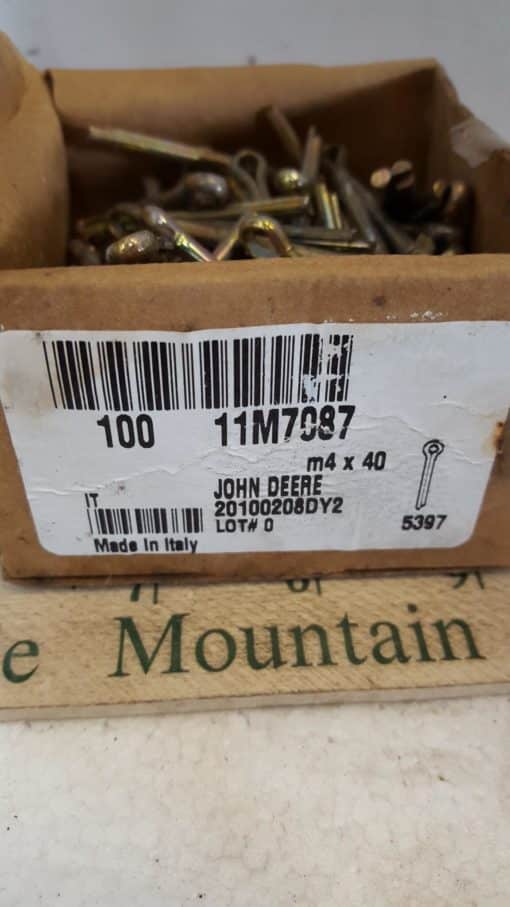 100 11M7087
m4 x 40
JOHN DEERE
IT
20100208DY2
LOT# 0
5397
Made In Italy
e Mountain